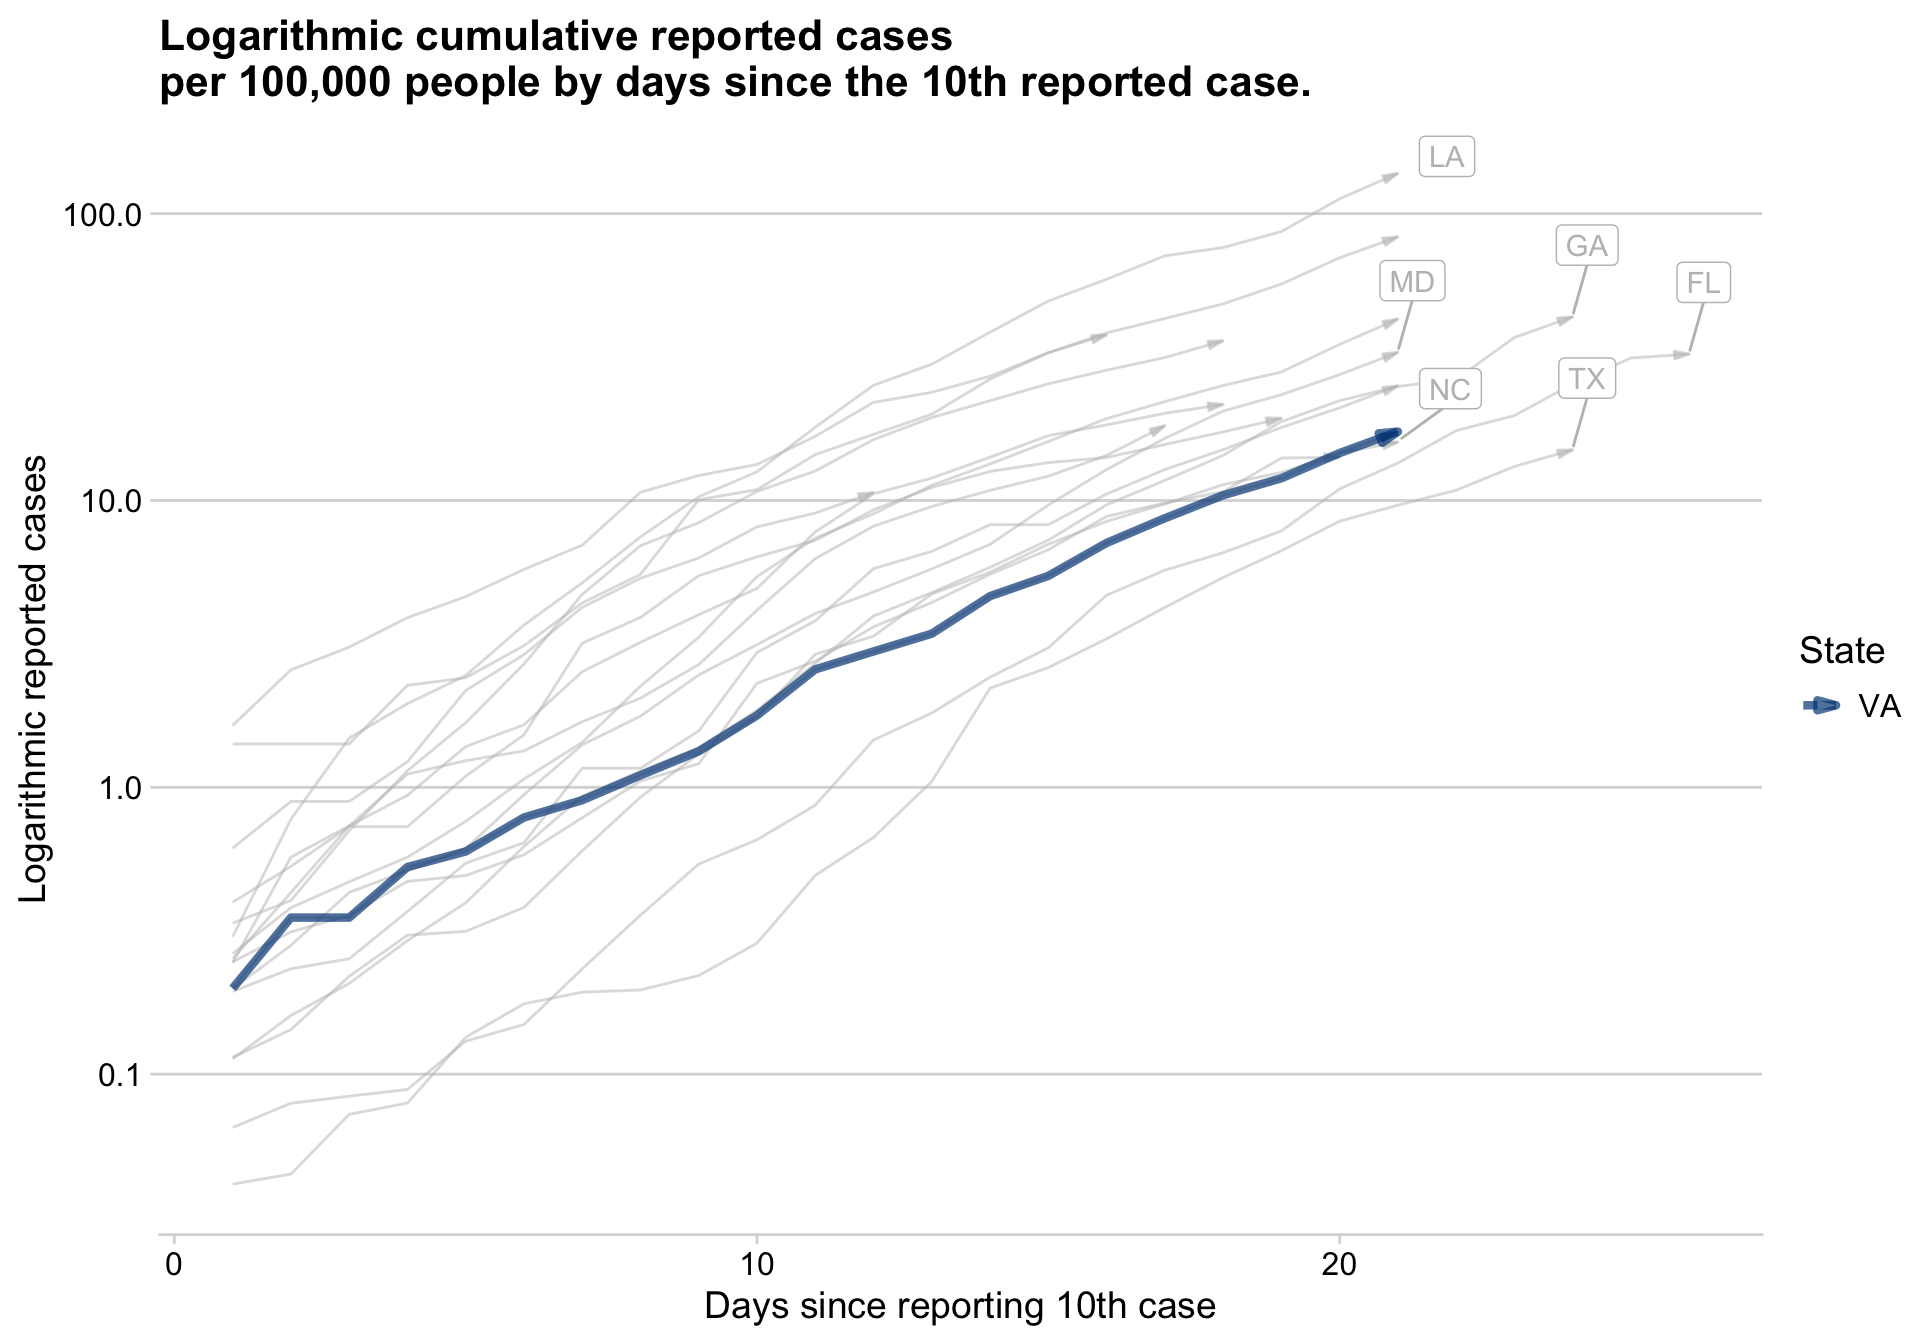 Logarithmic cumulative reported cases
per 100,000 people by days since the 10th reported case.
LA
GA
FL
MD
TX
NC
100.0
10.0
1.0
0.1
Logarithmic reported cases
0
10
20
Days since reporting 10th case
State
VA